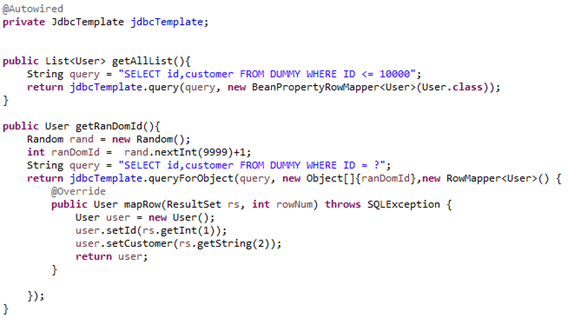 @Autowired
private JdbcTemplate jdbcTemplate;
public List<User> getAllList(){
String query = "SELECT id,customer FROM DUMMY WHERE ID <= 10000";
return jdbcTemplate.query(query, new BeanPropertyRowMapper<User>(User.class));
}
public User getRanDomId(){
Random rand = new Random();
int ranDomId =  rand.nextInt(9999)+1;
String query = "SELECT id,customer FROM DUMMY WHERE ID = ?";
return jdbcTemplate.queryForObject(query, new Object[]{ranDomId},new RowMapper<User>() {
@Override
public User mapRow(ResultSet rs, int rowNum) throws SQLException {
User user = new User();
user.setId(rs.getInt(1));
user.setCustomer(rs.getString(2));
return user;
}
});
}